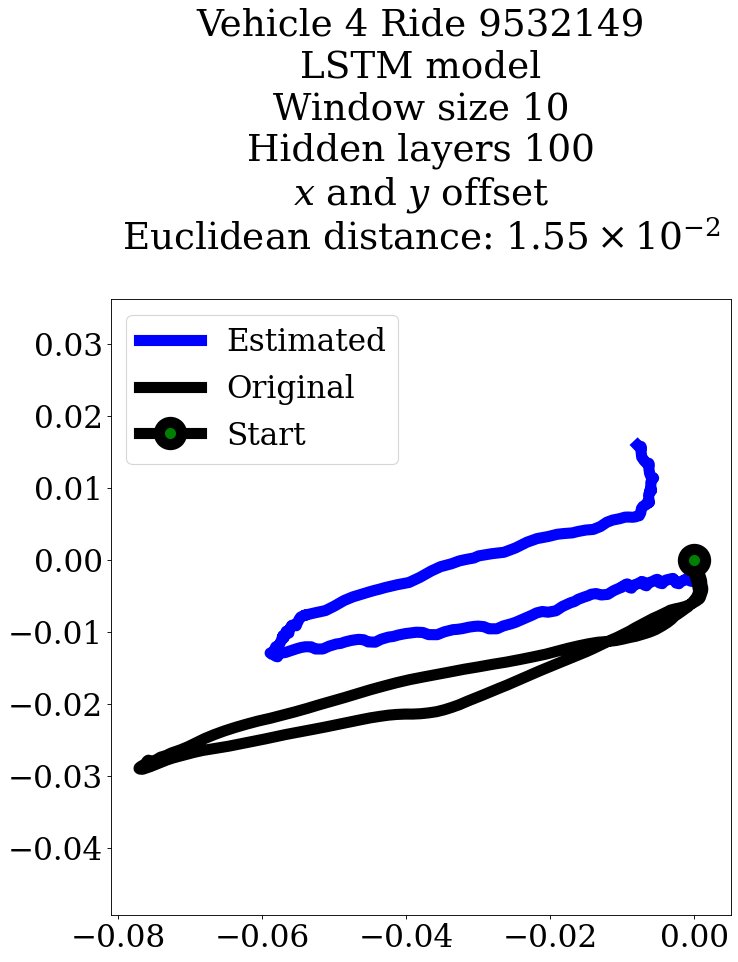 Vehicle 4 Ride 9532149
LSTM model
Window size 10
Hidden layers 100
x and y offset
Euclidean distance: 1.55 × 10⁻²
Estimated
Original
Start
0.03
0.02
0.01
0.00
−0.01
−0.02
−0.03
−0.04
−0.08 −0.06 −0.04 −0.02 0.00